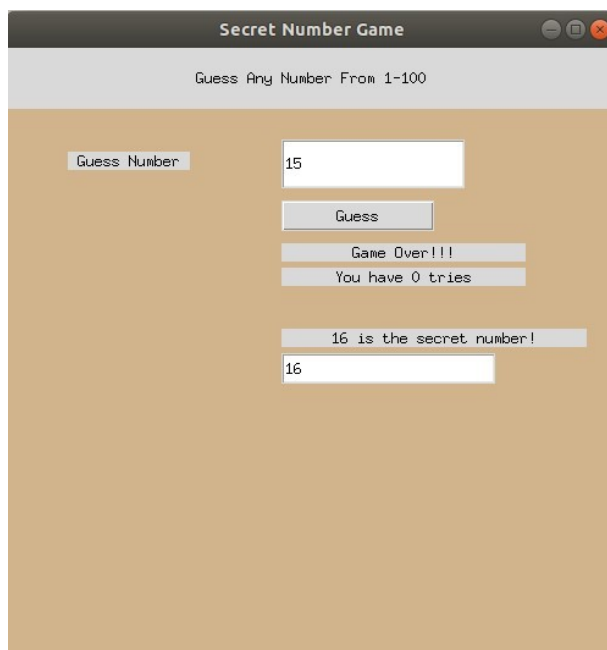 Secret Number Game
Guess Any Number From 1-100
Guess Number
15
Guess
Game Over!!!
You have 0 tries
16 is the secret number!
16